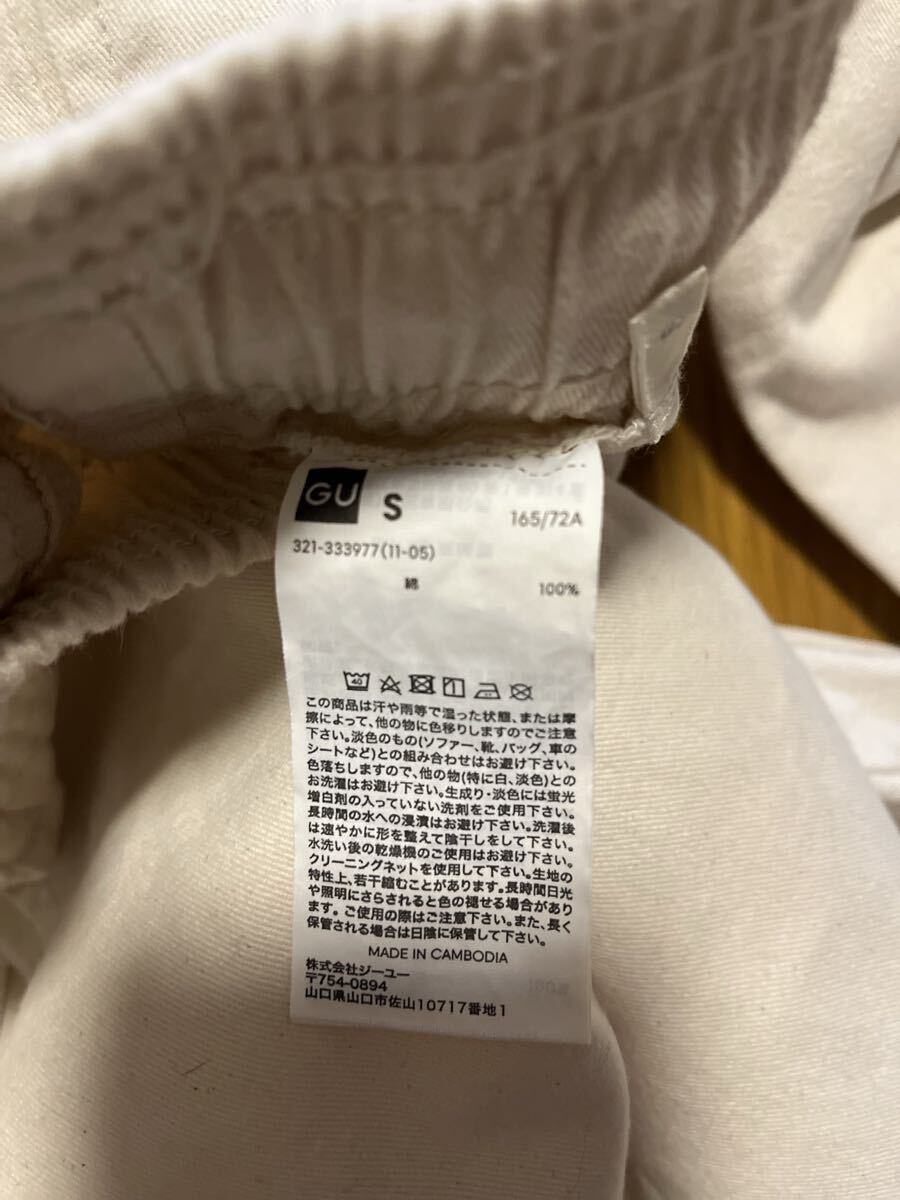 GU S 165/72A
321-333977(11-05)
綿 100%
40
この商品は汗や雨等で湿った状態、または摩
擦によって、他の物に色移りしますのでご注意
下さい。淡色のもの(ソファー、靴、バッグ、車の
シートなど)との組み合わせはお避け下さい。
色落ちしますので、他の物(特に白、淡色)との
お洗濯はお避け下さい。生成り・淡色には蛍光
増白剤の入っていない洗剤をご使用下さい。
長時間の水への浸漬はお避け下さい。洗濯後
は速やかに形を整えて陰干しをして下さい。
水洗い後の乾燥機のご使用はお避け下さい。
クリーニングネットを使用して下さい。生地の
特性上、若干縮むことがあります。長時間日光
や照明にさらされると色の褪せる場合があり
ます。ご使用の際はご注意下さい。また、長く
保管される場合は日陰に保管して下さい。
MADE IN CAMBODIA
株式会社ジーユー
〒754-0894
山口県山口市佐山10717番地1